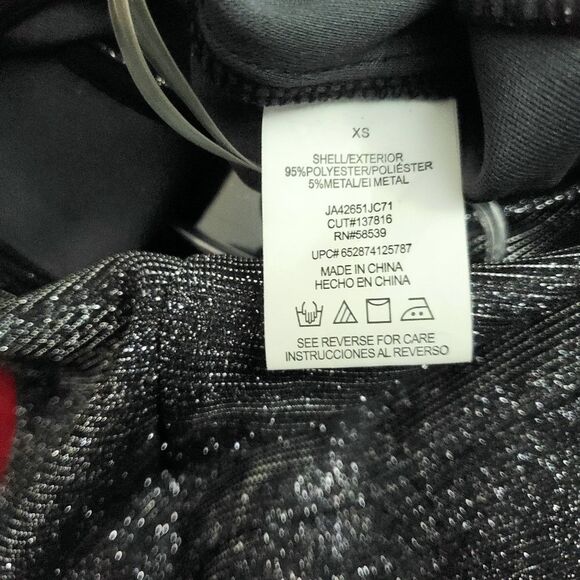 XS
SHELL/EXTERIOR
95%POLYESTER/POLIÉSTER
5%METAL/El METAL
JA42651JC71
CUT#137816
RN#58539
UPC# 652874125787
MADE IN CHINA
HECHO EN CHINA
SEE REVERSE FOR CARE
INSTRUCCIONES AL REVERSO